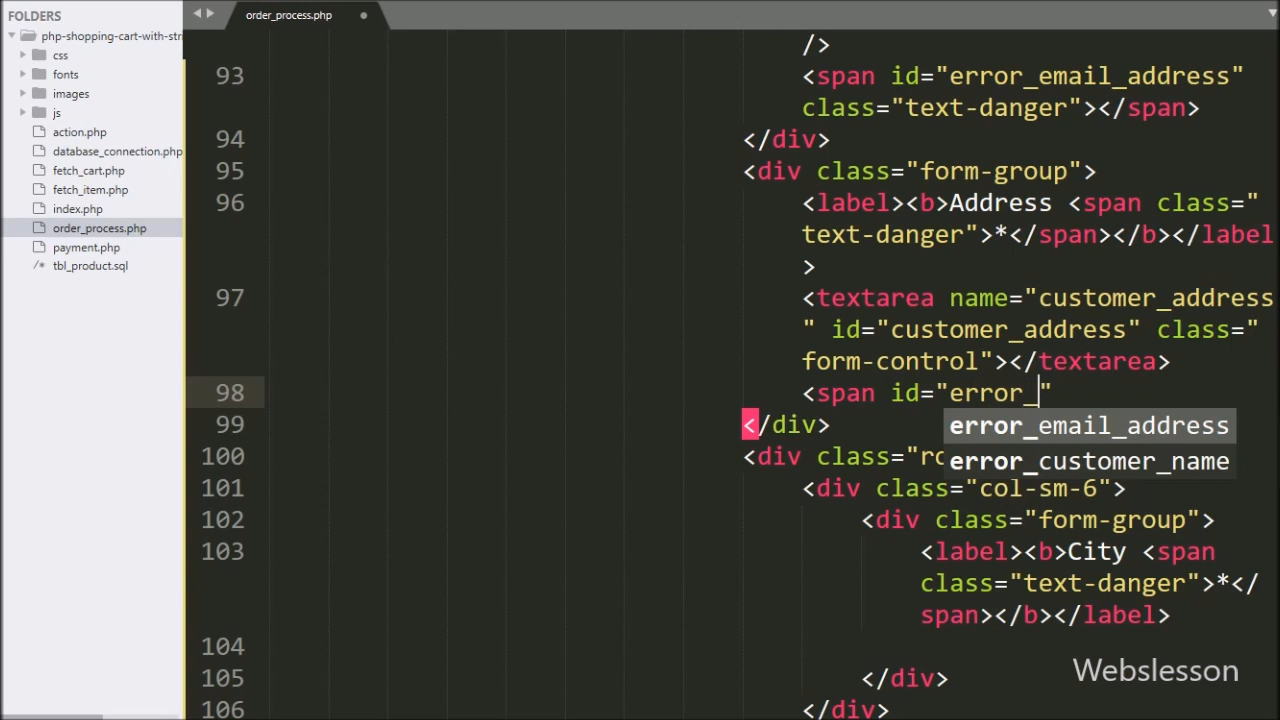 FOLDERS
php-shopping-cart-with-str
css
fonts
images
js
action.php
database_connection.php
fetch_cart.php
fetch_item.php
index.php
order_process.php
payment.php
/* tbl_product.sql
order_process.php
/>
93 <span id="error_email_address"
class="text-danger"></span>
94 </div>
95 <div class="form-group">
96 <label><b>Address <span class="
text-danger">*</span></b></label
>
97 <textarea name="customer_address
" id="customer_address" class="
form-control"></textarea>
98 <span id="error_"
99 </div>
error_email_address
100 <div class="ro
error_customer_name
101 <div class="col-sm-6">
102 <div class="form-group">
103 <label><b>City <span
class="text-danger">*</
span></b></label>
104
105 </div>
106 </div>
Webslesson